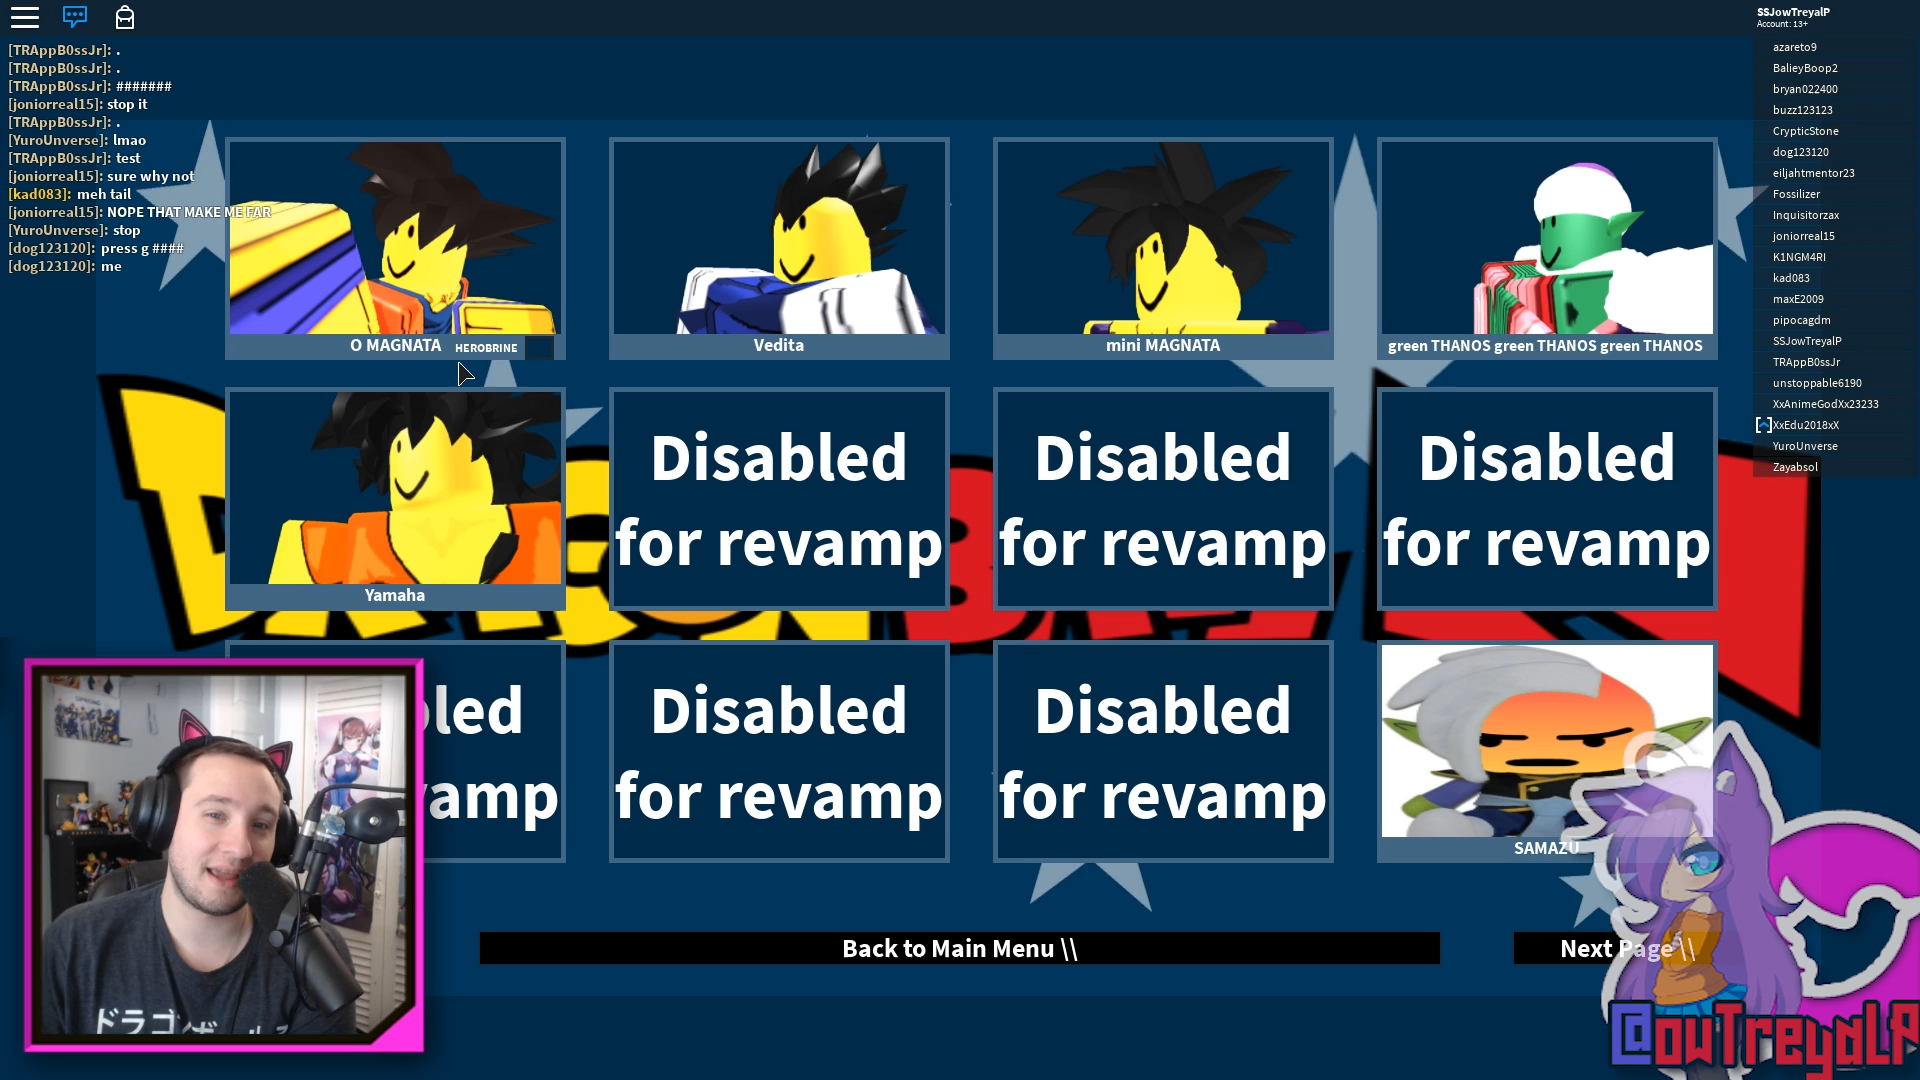 SSJowTreyalP
Account: 13+
[TRAppB0ssJr]: .
[TRAppB0ssJr]: .
[TRAppB0ssJr]: #######
[joniorreal15]: stop it
[TRAppB0ssJr]: .
[YuroUnverse]: lmao
[TRAppB0ssJr]: test
[joniorreal15]: sure why not
[kad083]: meh tail
[joniorreal15]: NOPE THAT MAKE ME FAR
[YuroUnverse]: stop
[dog123120]: press g ####
[dog123120]: me
azareto9
BalieyBoop2
bryan022400
buzz123123
CrypticStone
dog123120
eiljahtmentor23
Fossilizer
Inquisitorzax
joniorreal15
K1NGM4RI
kad083
maxE2009
pipocagdm
SSJowTreyalP
TRAppB0ssJr
unstoppable6190
XxAnimeGodXx23233
XxEdu2018xX
YuroUnverse
Zayabsol
O MAGNATA
HEROBRINE
Vedita
mini MAGNATA
green THANOS green THANOS green THANOS
Yamaha
Disabled
for revamp
Disabled
for revamp
Disabled
for revamp
bled
vamp
Disabled
for revamp
Disabled
for revamp
SAMAZU
Back to Main Menu \\
Next Page \\
@owTreyalP